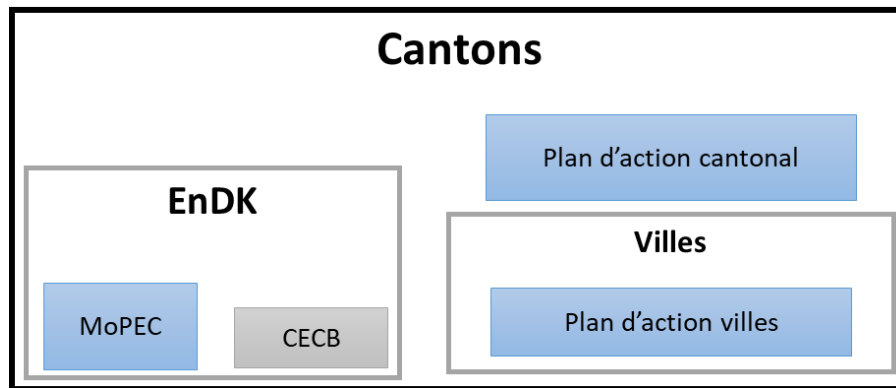 Cantons
Plan d'action cantonal
EnDK
MoPEC
CECB
Villes
Plan d'action villes